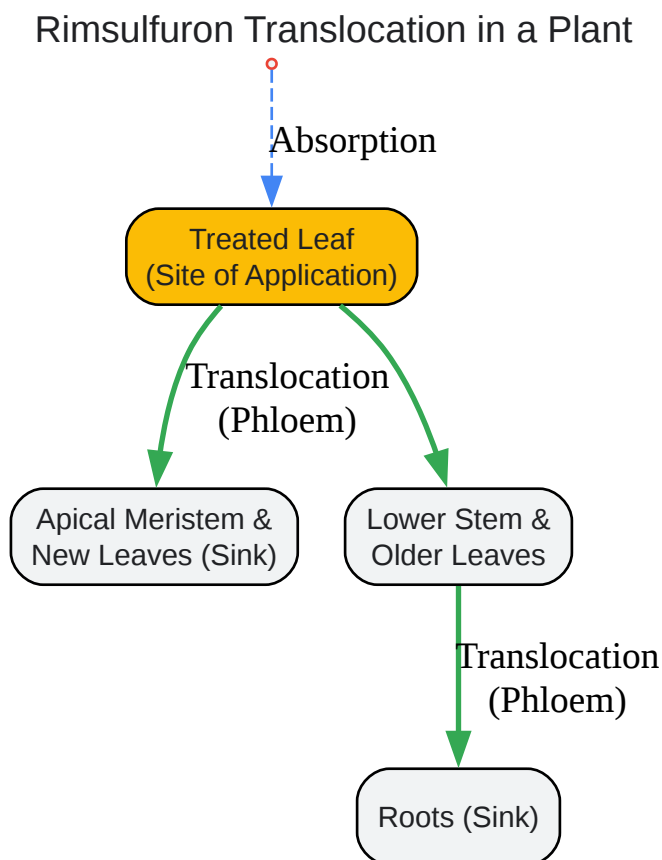 Rimsulfuron Translocation in a Plant
Absorption
Treated Leaf
(Site of Application)
Translocation
(Phloem)
Apical Meristem &
New Leaves (Sink)
Lower Stem &
Older Leaves
Translocation
(Phloem)
Roots (Sink)